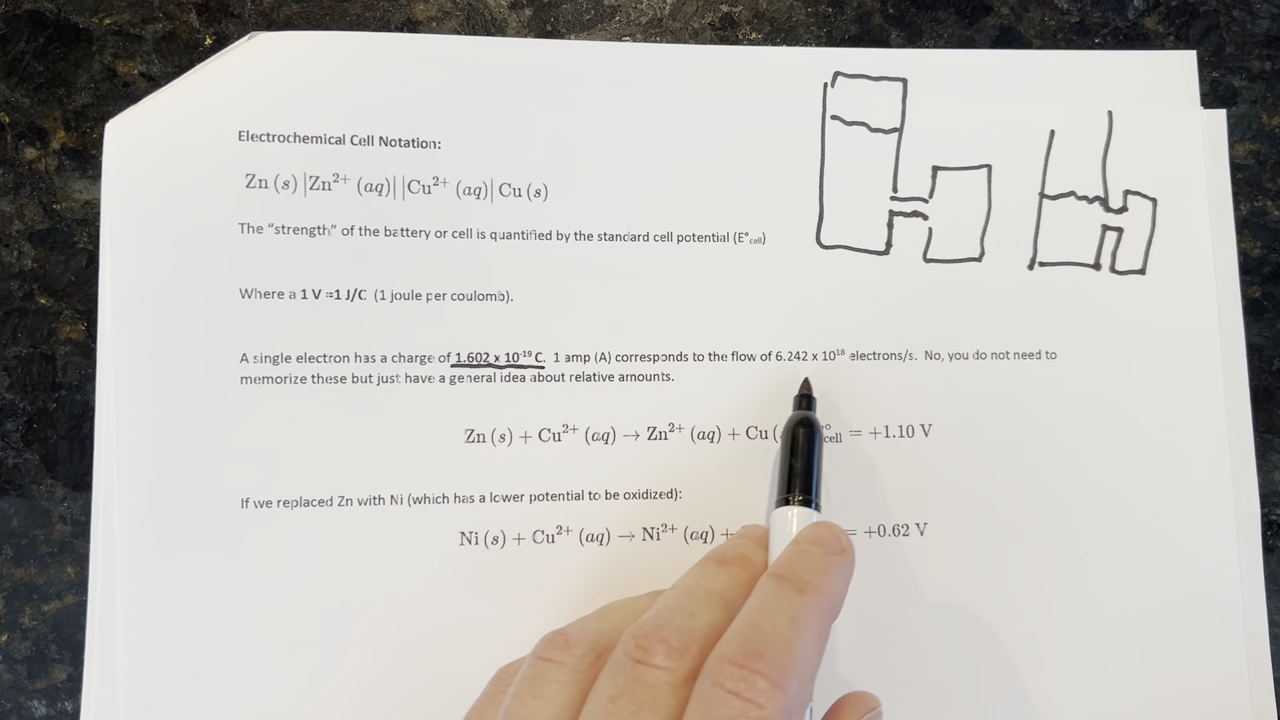 Electrochemical Cell Notation:
Zn (s) |Zn²⁺ (aq)| |Cu²⁺ (aq)| Cu (s)
The “strength” of the battery or cell is quantified by the standard cell potential (E°cell)
Where a 1 V =1 J/C (1 joule per coulomb).
A single electron has a charge of 1.602 x 10⁻¹⁹ C. 1 amp (A) corresponds to the flow of 6.242 x 10¹⁸ electrons/s. No, you do not need to
memorize these but just have a general idea about relative amounts.
Zn (s) + Cu²⁺ (aq) → Zn²⁺ (aq) + Cu ( °cell = +1.10 V
If we replaced Zn with Ni (which has a lower potential to be oxidized):
Ni (s) + Cu²⁺ (aq) → Ni²⁺ (aq) + = +0.62 V